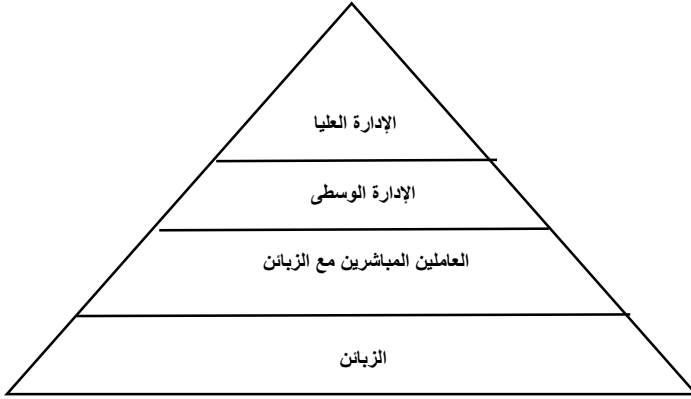 الإدارة العليا
الإدارة الوسطى
العاملين المباشرين مع الزبائن
الزبائن